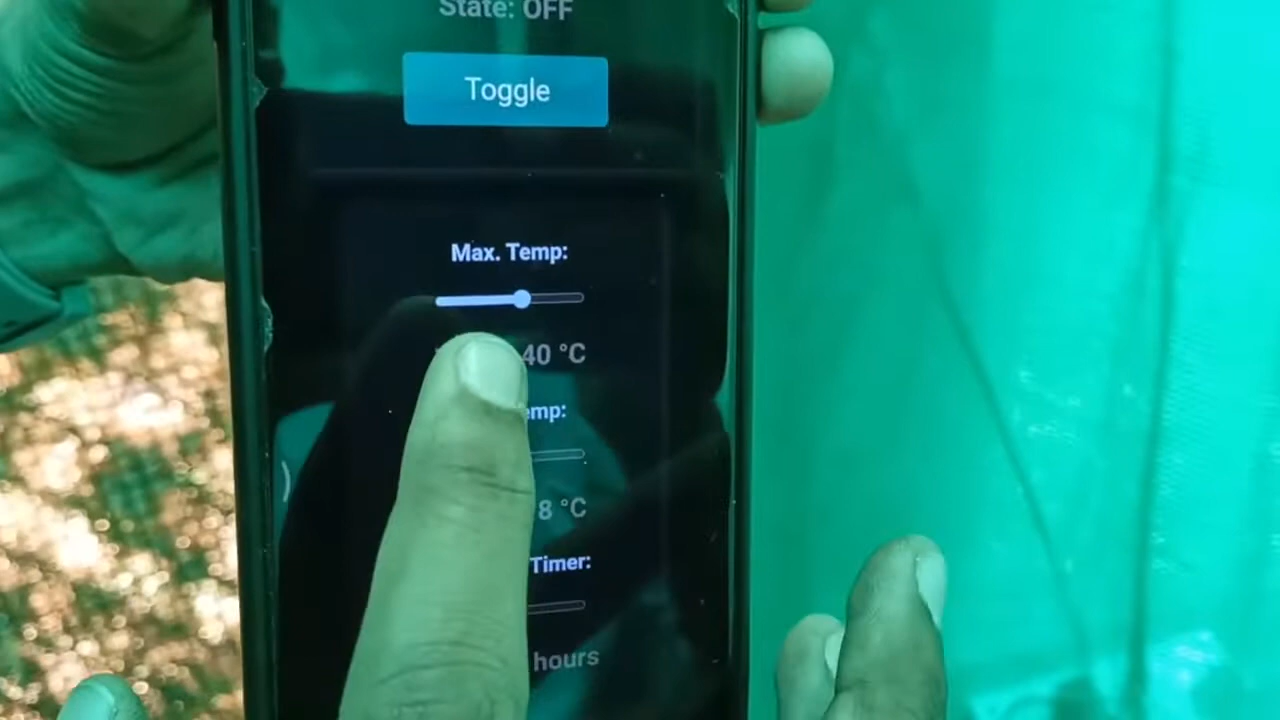 State: OFF
Toggle
Max. Temp:
40 °C
emp:
8 °C
Timer:
hours